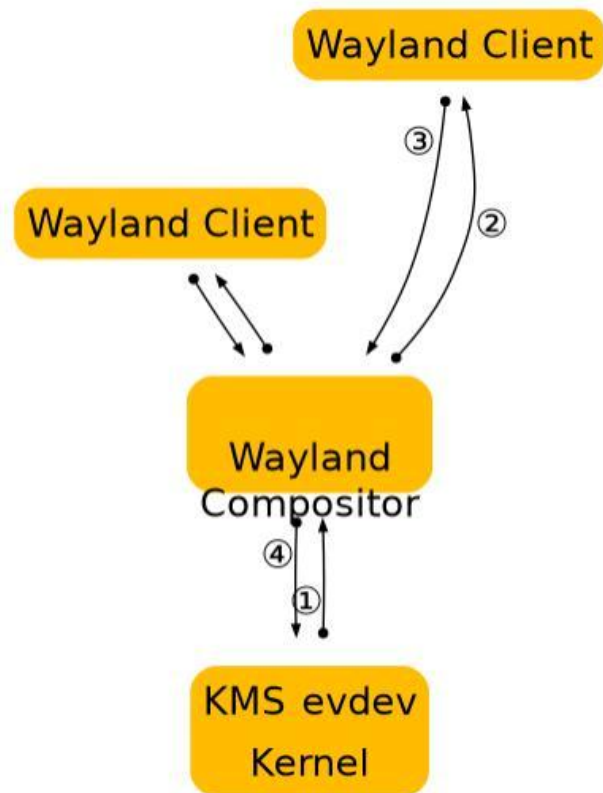 Wayland Client
③
②
Wayland Client
Wayland
Compositor
④
①
KMS evdev
Kernel